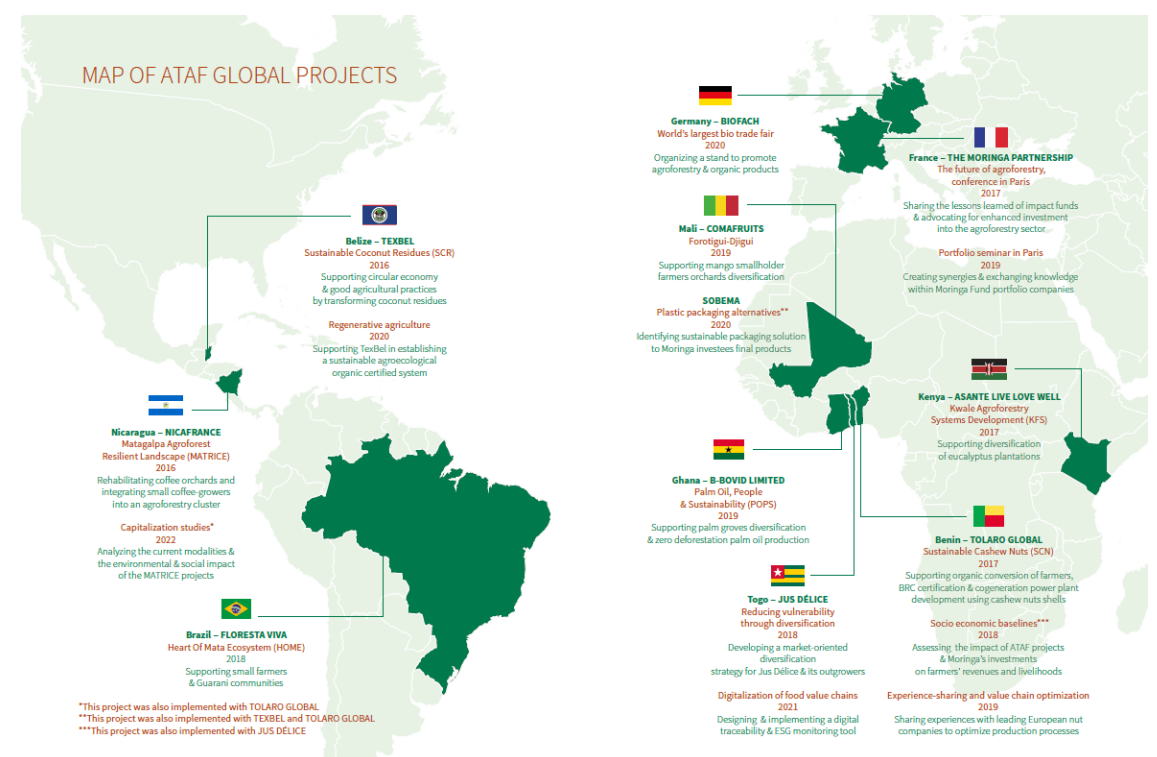 MAP OF ATAF GLOBAL PROJECTS
Belize – TEXBEL
Sustainable Coconut Residues (SCR)
2016
Supporting circular economy
& good agricultural practices
by transforming coconut residues
Regenerative agriculture
2020
Supporting TexBel in establishing
a sustainable agroecological
organic certified system
Nicaragua – NICAFRANCE
Matagalpa Agroforest
Resilient Landscape (MATRICE)
2016
Rehabilitating coffee orchards and
integrating small coffee-growers
into an agroforestry cluster
Capitalization studies*
2022
Analyzing the current modalities &
the environmental & social impact
of the MATRICE projects
Brazil – FLORESTA VIVA
Heart Of Mata Ecosystem (HOME)
2018
Supporting small farmers
& Guarani communities
*This project was also implemented with TOLARO GLOBAL
**This project was also implemented with TEXBEL and TOLARO GLOBAL
***This project was also implemented with JUS DÉLICE
Germany – BIOFACH
World's largest bio trade fair
2020
Organizing a stand to promote
agroforestry & organic products
France – THE MORINGA PARTNERSHIP
The future of agroforestry,
conference in Paris
2017
Sharing the lessons learned of impact funds
& advocating for enhanced investment
into the agroforestry sector
Portfolio seminar in Paris
2019
Creating synergies & exchanging knowledge
within Moringa Fund portfolio companies
Mali – COMAFRUITS
Forotigui-Djigui
2019
Supporting mango smallholder
farmers orchards diversification
SOBEMA
Plastic packaging alternatives**
2020
Identifying sustainable packaging solution
to Moringa investees final products
Kenya – ASANTE LIVE LOVE WELL
Kwale Agroforestry
Systems Development (KFS)
2017
Supporting diversification
of eucalyptus plantations
Ghana – B-BOVID LIMITED
Palm Oil, People
& Sustainability (POPS)
2019
Supporting palm groves diversification
& zero deforestation palm oil production
Benin – TOLARO GLOBAL
Sustainable Cashew Nuts (SCN)
2017
Supporting organic conversion of farmers,
BRC certification & cogeneration power plant
development using cashew nuts shells
Socio economic baselines***
2018
Assessing the impact of ATAF projects
& Moringa's investments
on farmers' revenues and livelihoods
Experience-sharing and value chain optimization
2019
Sharing experiences with leading European nut
companies to optimize production processes
Togo – JUS DÉLICE
Reducing vulnerability
through diversification
2018
Developing a market-oriented
diversification
strategy for Jus Délice & its outgrowers
Digitalization of food value chains
2021
Designing & implementing a digital
traceability & ESG monitoring tool